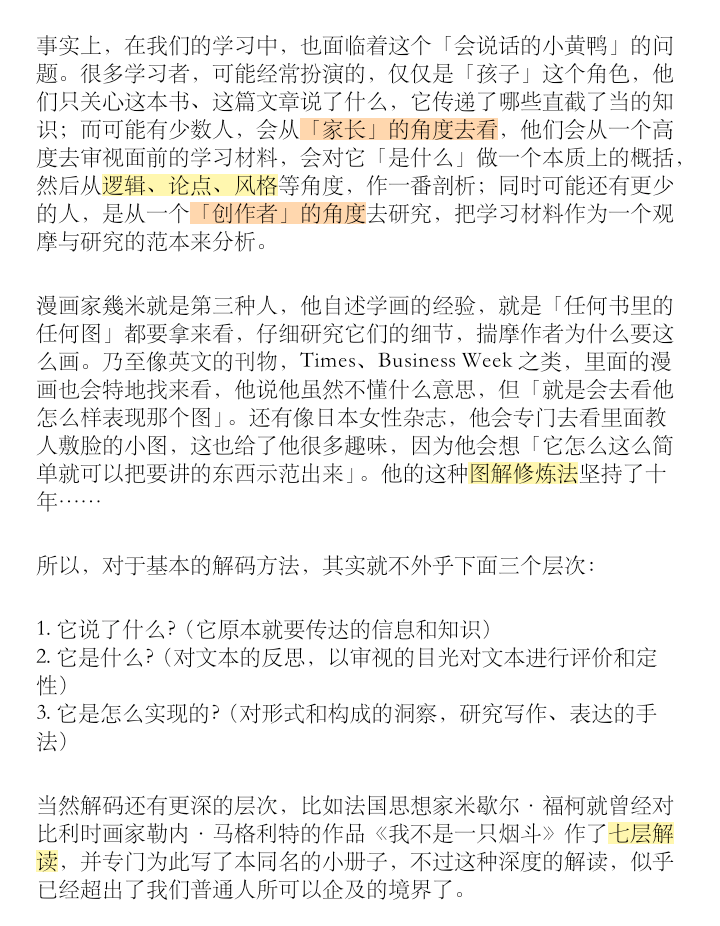 事实上，在我们的学习中，也面临着这个「会说话的小黄鸭」的问
题。很多学习者，可能经常扮演的，仅仅是「孩子」这个角色，他
们只关心这本书、这篇文章说了什么，它传递了哪些直截了当的知
识；而可能有少数人，会从「家长」的角度去看，他们会从一个高
度去审视面前的学习材料，会对它「是什么」做一个本质上的概括，
然后从逻辑、论点、风格等角度，作一番剖析；同时可能还有更少
的人，是从一个「创作者」的角度去研究，把学习材料作为一个观
摩与研究的范本来分析。
漫画家幾米就是第三种人，他自述学画的经验，就是「任何书里的
任何图」都要拿来看，仔细研究它们的细节，揣摩作者为什么要这
么画。乃至像英文的刊物，Times、Business Week 之类，里面的漫
画也会特地找来看，他说他虽然不懂什么意思，但「就是会去看他
怎么样表现那个图」。还有像日本女性杂志，他会专门去看里面教
人敷脸的小图，这也给了他很多趣味，因为他会想「它怎么这么简
单就可以把要讲的东西示范出来」。他的这种图解修炼法坚持了十
年……
所以，对于基本的解码方法，其实就不外乎下面三个层次：
1. 它说了什么?（它原本就要传达的信息和知识）
2. 它是什么?（对文本的反思，以审视的目光对文本进行评价和定
性）
3. 它是怎么实现的?（对形式和构成的洞察，研究写作、表达的手
法）
当然解码还有更深的层次，比如法国思想家米歇尔·福柯就曾经对
比利时画家勒内·马格利特的作品《我不是一只烟斗》作了七层解
读，并专门为此写了本同名的小册子，不过这种深度的解读，似乎
已经超出了我们普通人所可以企及的境界了。